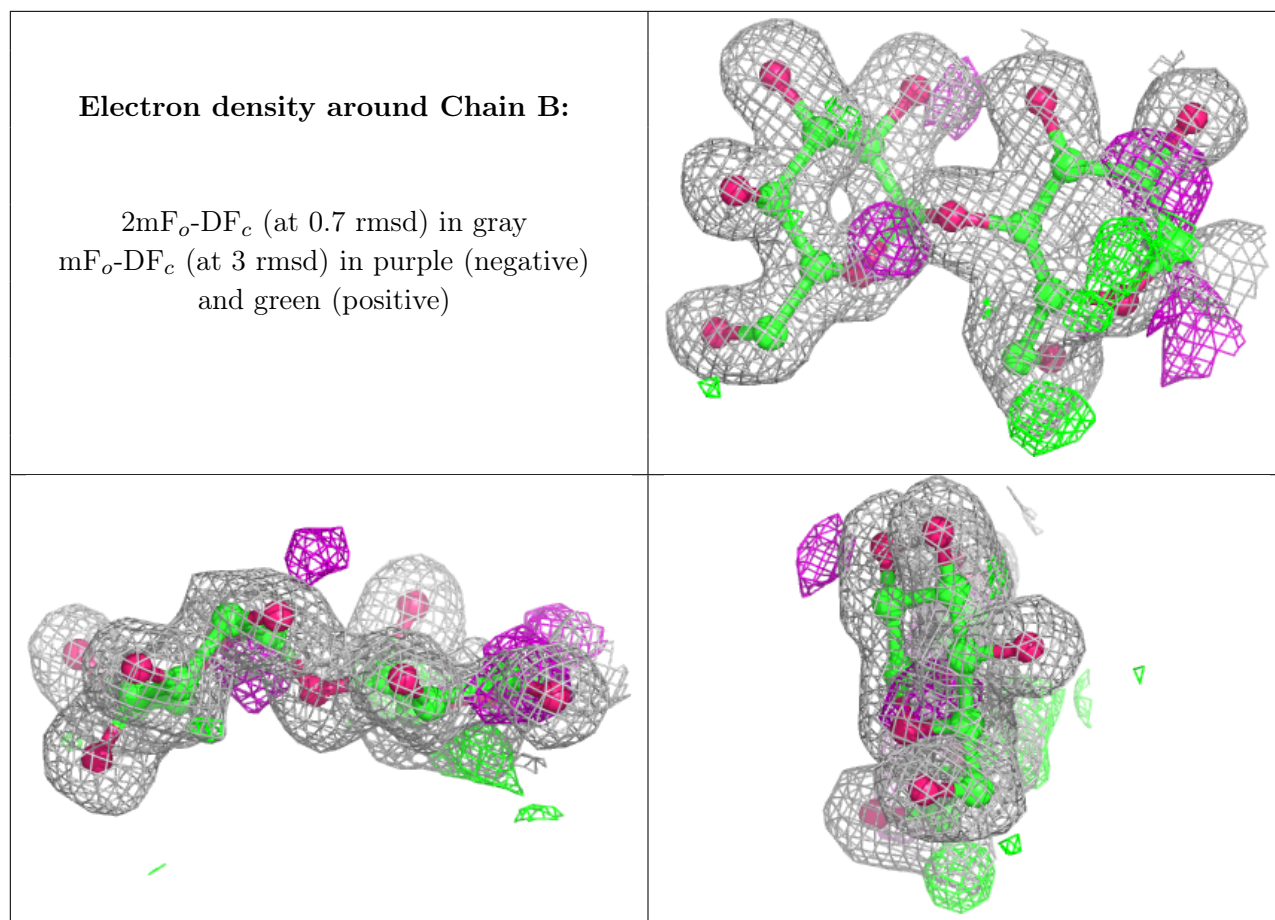 Electron density around Chain B:
2mFo-DFc (at 0.7 rmsd) in gray
mFo-DFc (at 3 rmsd) in purple (negative)
and green (positive)